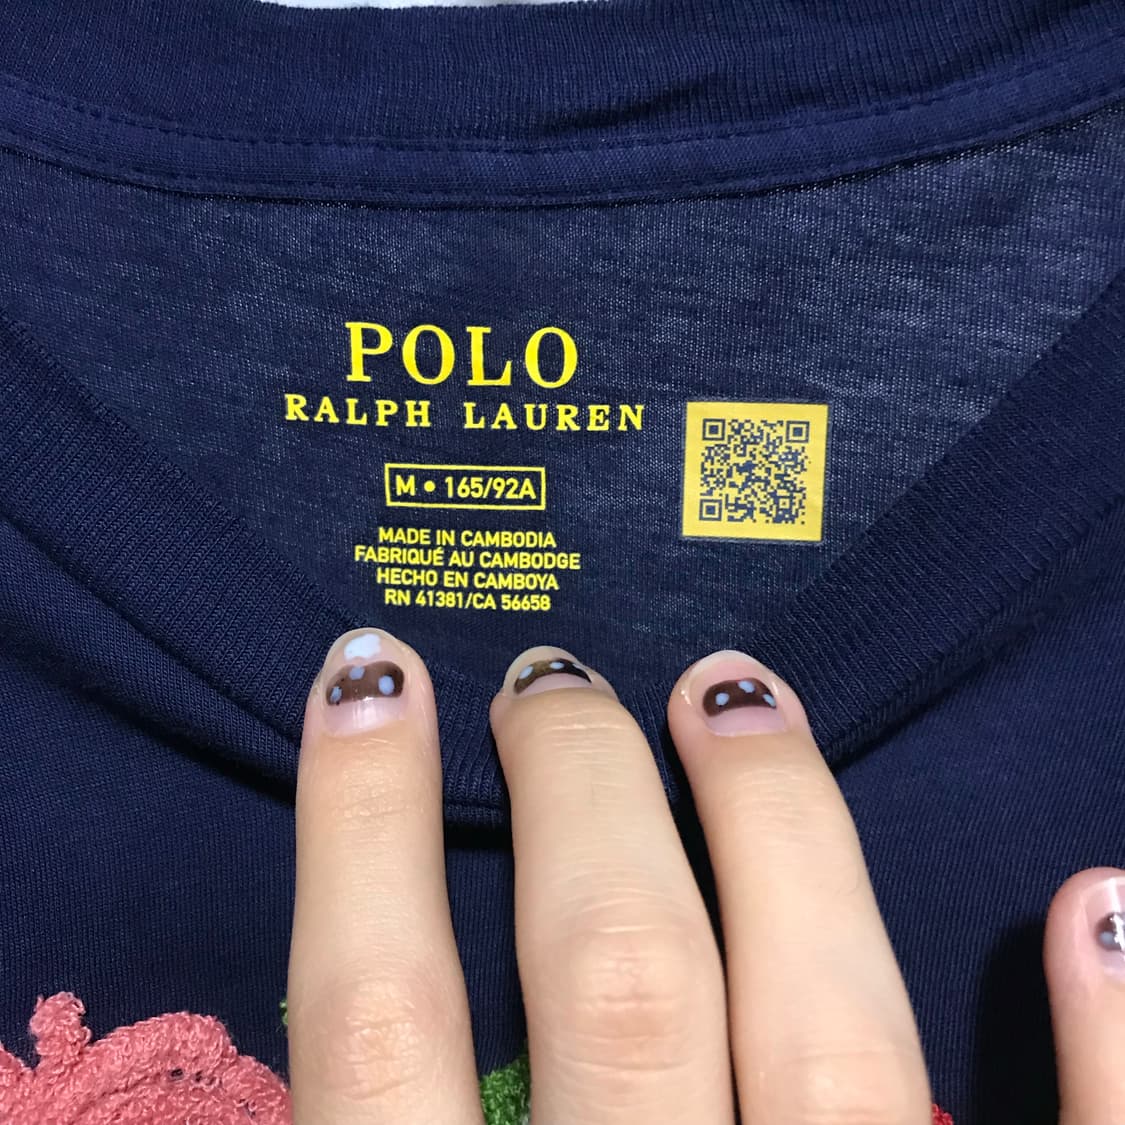 POLO
RALPH LAUREN
M • 165/92A
MADE IN CAMBODIA
FABRIQUÉ AU CAMBODGE
HECHO EN CAMBOYA
RN 41381/CA 56658